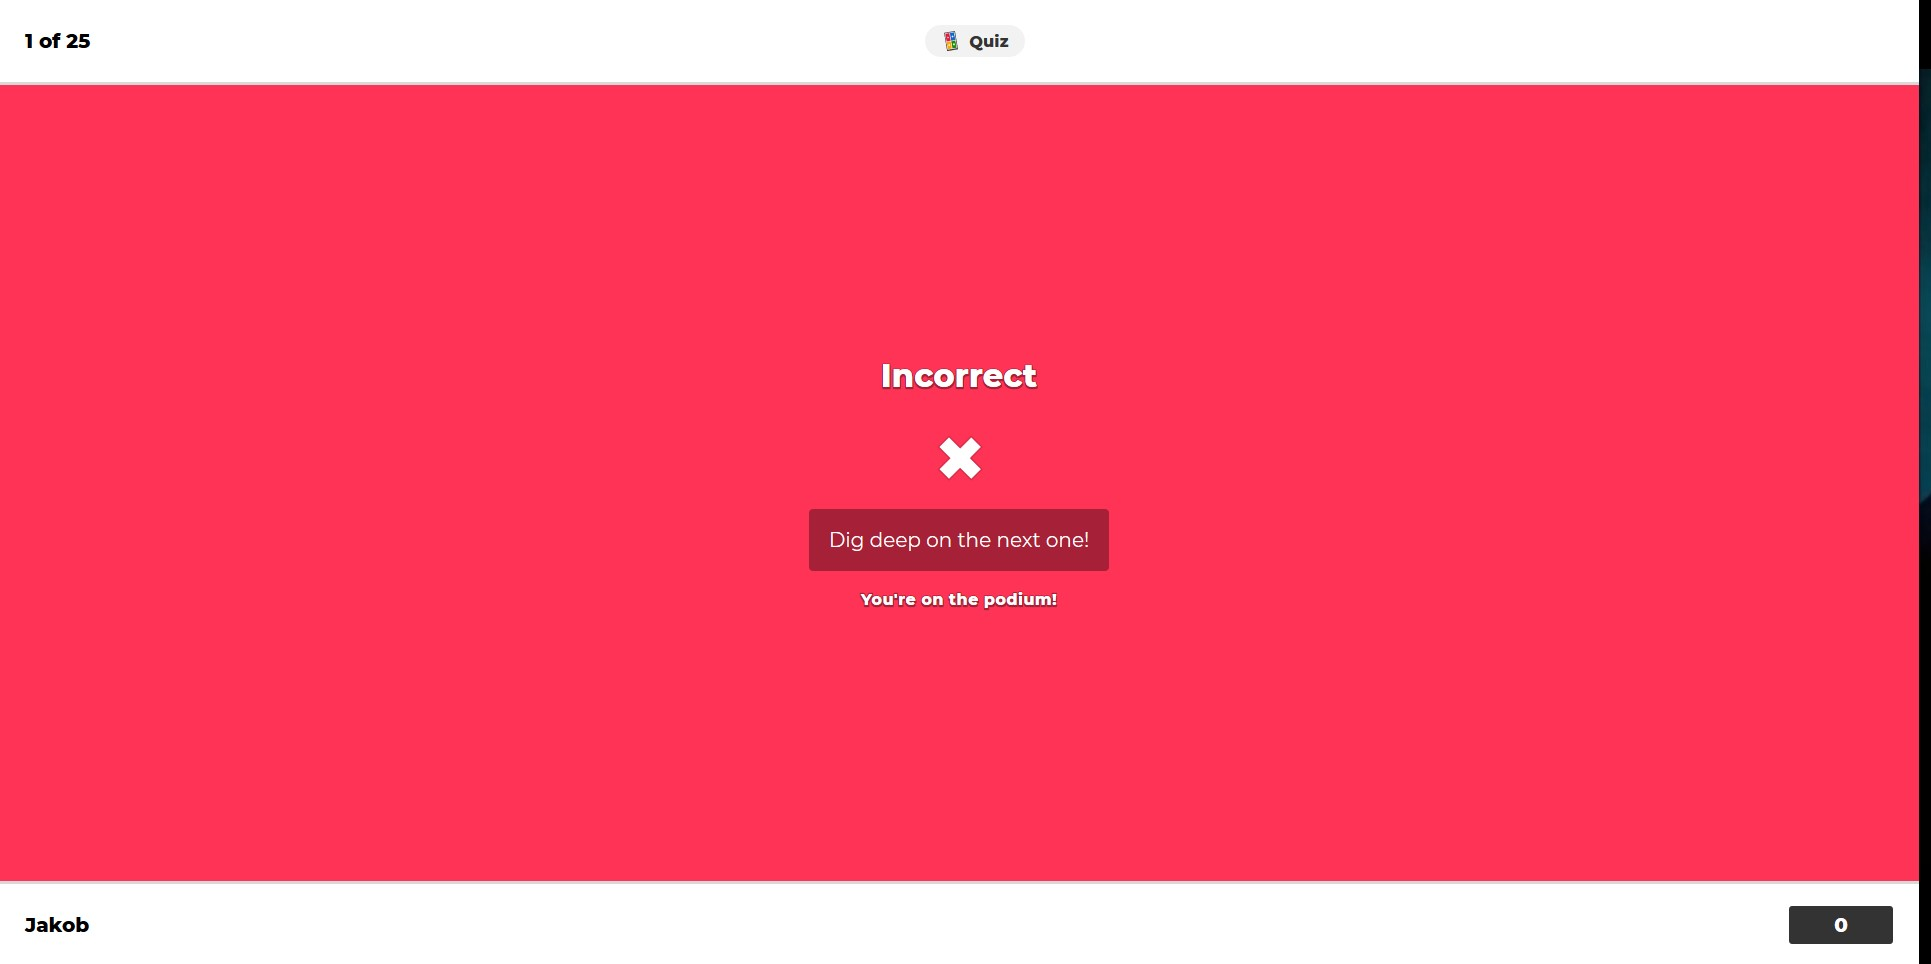 1 of 25
Quiz
Incorrect
Dig deep on the next one!
You're on the podium!
Jakob
0